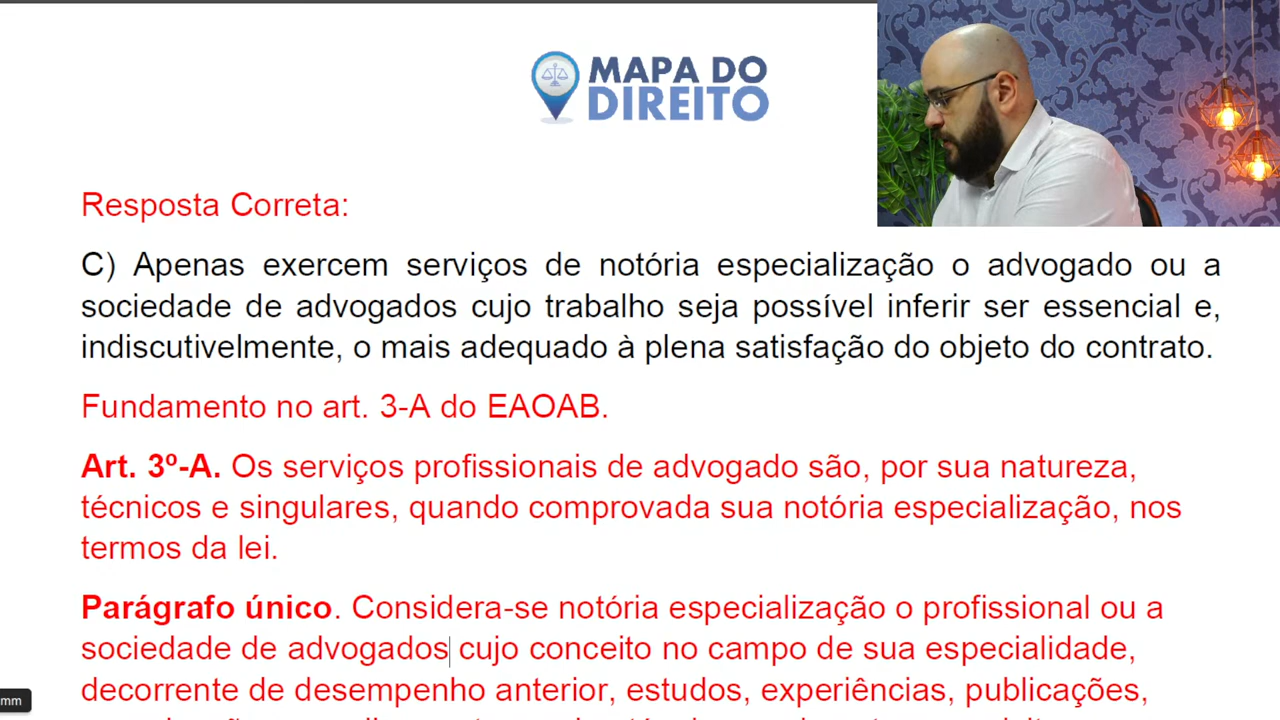 MAPA DO
DIREITO
Resposta Correta:
C) Apenas exercem serviços de notória especialização o advogado ou a
sociedade de advogados cujo trabalho seja possível inferir ser essencial e,
indiscutivelmente, o mais adequado à plena satisfação do objeto do contrato.
Fundamento no art. 3-A do EAOAB.
Art. 3º-A. Os serviços profissionais de advogado são, por sua natureza,
técnicos e singulares, quando comprovada sua notória especialização, nos
termos da lei.
Parágrafo único. Considera-se notória especialização o profissional ou a
sociedade de advogados cujo conceito no campo de sua especialidade,
decorrente de desempenho anterior, estudos, experiências, publicações,
mm